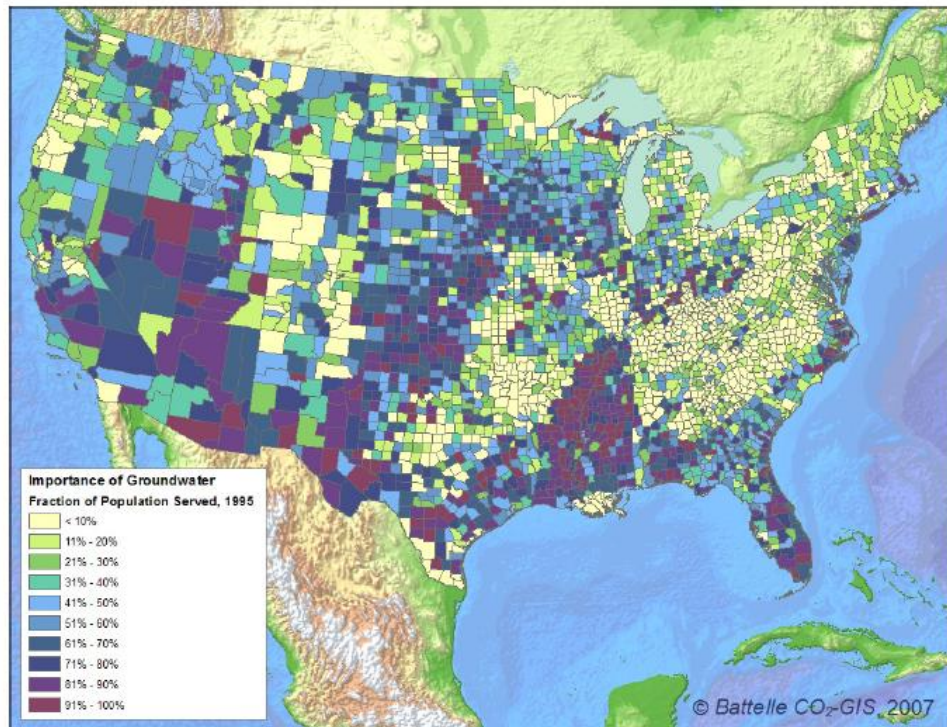 Importance of Groundwater
Fraction of Population Served, 1995
< 10%
11% - 20%
21% - 30%
31% - 40%
41% - 50%
51% - 60%
61% - 70%
71% - 80%
81% - 90%
91% - 100%
© Battelle CO₂-GIS, 2007